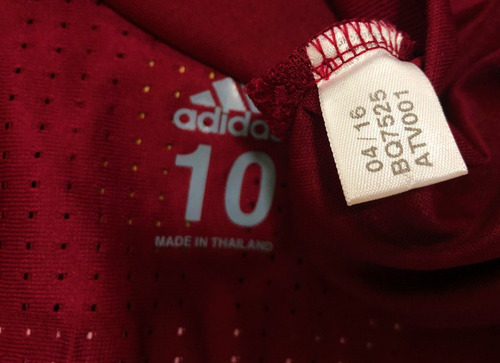 adidas
10
MADE IN THAILAND
04/16
BQ7525
ATV001